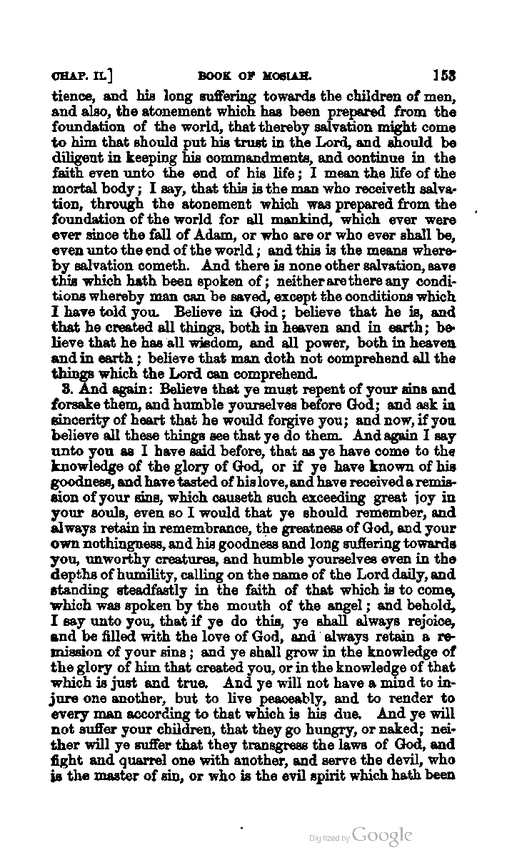 CHAP. II.] BOOK OF MOSIAH. 153
tience, and his long suffering towards the children of men,
and also, the atonement which has been prepared from the
foundation of the world, that thereby salvation might come
to him that should put his trust in the Lord, and should be
diligent in keeping his commandments, and continue in the
faith even unto the end of his life; I mean the life of the
mortal body; I say, that this is the man who receiveth salva-
tion, through the atonement which was prepared from the
foundation of the world for all mankind, which ever were
ever since the fall of Adam, or who are or who ever shall be,
even unto the end of the world; and this is the means where-
by salvation cometh. And there is none other salvation, save
this which hath been spoken of; neither are there any condi-
tions whereby man can be saved, except the conditions which
I have told you. Believe in God; believe that he is, and
that he created all things, both in heaven and in earth; be-
lieve that he has all wisdom, and all power, both in heaven
and in earth; believe that man doth not comprehend all the
things which the Lord can comprehend.
3. And again: Believe that ye must repent of your sins and
forsake them, and humble yourselves before God; and ask in
sincerity of heart that he would forgive you; and now, if you
believe all these things see that ye do them. And again I say
unto you as I have said before, that as ye have come to the
knowledge of the glory of God, or if ye have known of his
goodness, and have tasted of his love, and have received a remis-
sion of your sins, which causeth such exceeding great joy in
your souls, even so I would that ye should remember, and
always retain in remembrance, the greatness of God, and your
own nothingness, and his goodness and long suffering towards
you, unworthy creatures, and humble yourselves even in the
depths of humility, calling on the name of the Lord daily, and
standing steadfastly in the faith of that which is to come,
which was spoken by the mouth of the angel; and behold,
I say unto you, that if ye do this, ye shall always rejoice,
and be filled with the love of God, and always retain a re-
mission of your sins; and ye shall grow in the knowledge of
the glory of him that created you, or in the knowledge of that
which is just and true. And ye will not have a mind to in-
jure one another, but to live peaceably, and to render to
every man according to that which is his due. And ye will
not suffer your children, that they go hungry, or naked; nei-
ther will ye suffer that they transgress the laws of God, and
fight and quarrel one with another, and serve the devil, who
is the master of sin, or who is the evil spirit which hath been
Digitized by Google